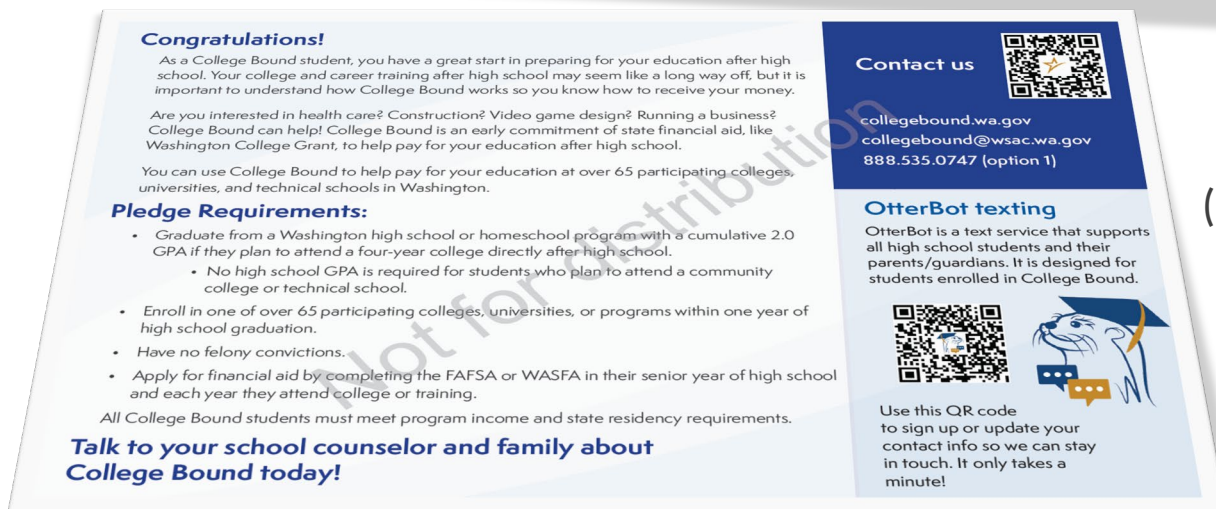 Congratulations!
As a College Bound student, you have a great start in preparing for your education after high
school. Your college and career training after high school may seem like a long way off, but it is
important to understand how College Bound works so you know how to receive your money.
Are you interested in health care? Construction? Video game design? Running a business?
College Bound can help! College Bound is an early commitment of state financial aid, like
Washington College Grant, to help pay for your education after high school.
You can use College Bound to help pay for your education at over 65 participating colleges,
universities, and technical schools in Washington.
Pledge Requirements:
• Graduate from a Washington high school or homeschool program with a cumulative 2.0
GPA if they plan to attend a four-year college directly after high school.
• No high school GPA is required for students who plan to attend a community
college or technical school.
• Enroll in one of over 65 participating colleges, universities, or programs within one year of
high school graduation.
• Have no felony convictions.
• Apply for financial aid by completing the FAFSA or WASFA in their senior year of high school
and each year they attend college or training.
All College Bound students must meet program income and state residency requirements.
Talk to your school counselor and family about
College Bound today!
Contact us
collegebound.wa.gov
collegebound@wsac.wa.gov
888.535.0747 (option 1)
OtterBot texting
OtterBot is a text service that supports
all high school students and their
parents/guardians. It is designed for
students enrolled in College Bound.
Use this QR code
to sign up or update your
contact info so we can stay
in touch. It only takes a
minute!
Not for distribution
(